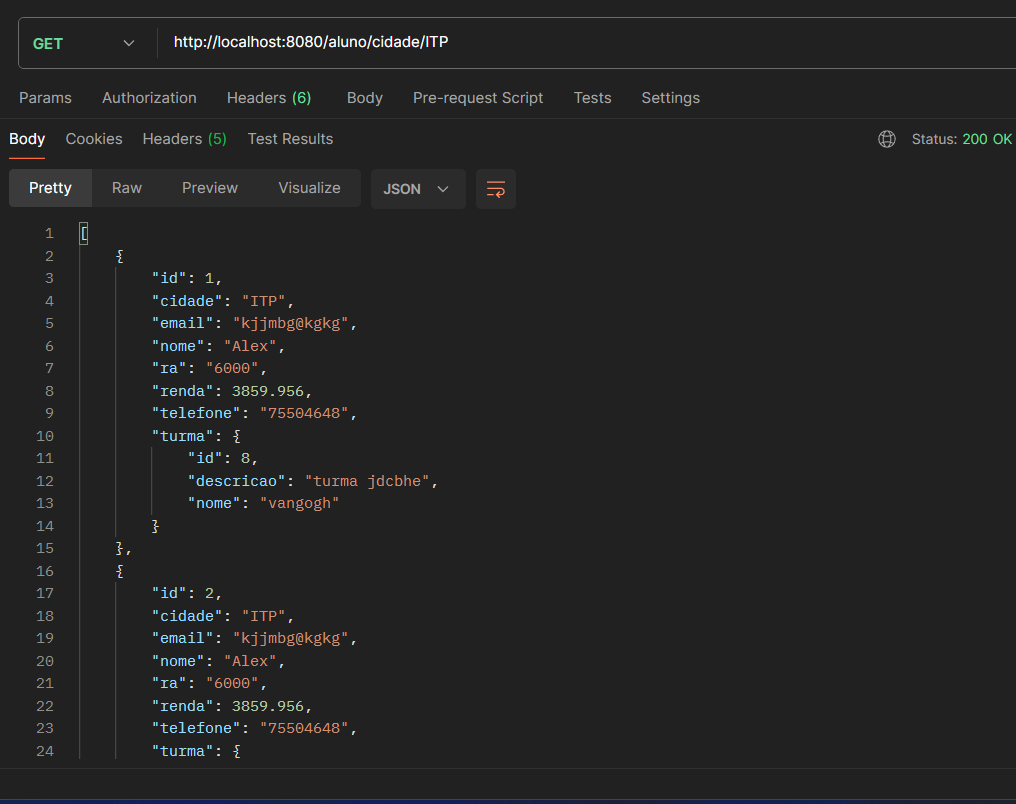 GET http://localhost:8080/aluno/cidade/ITP
Params Authorization Headers (6) Body Pre-request Script Tests Settings
Body Cookies Headers (5) Test Results Status: 200 OK
Pretty Raw Preview Visualize JSON
1 [
2 {
3 "id": 1,
4 "cidade": "ITP",
5 "email": "kjjmbg@kgkg",
6 "nome": "Alex",
7 "ra": "6000",
8 "renda": 3859.956,
9 "telefone": "75504648",
10 "turma": {
11 "id": 8,
12 "descricao": "turma jdcbhe",
13 "nome": "vangogh"
14 }
15 },
16 {
17 "id": 2,
18 "cidade": "ITP",
19 "email": "kjjmbg@kgkg",
20 "nome": "Alex",
21 "ra": "6000",
22 "renda": 3859.956,
23 "telefone": "75504648",
24 "turma": {